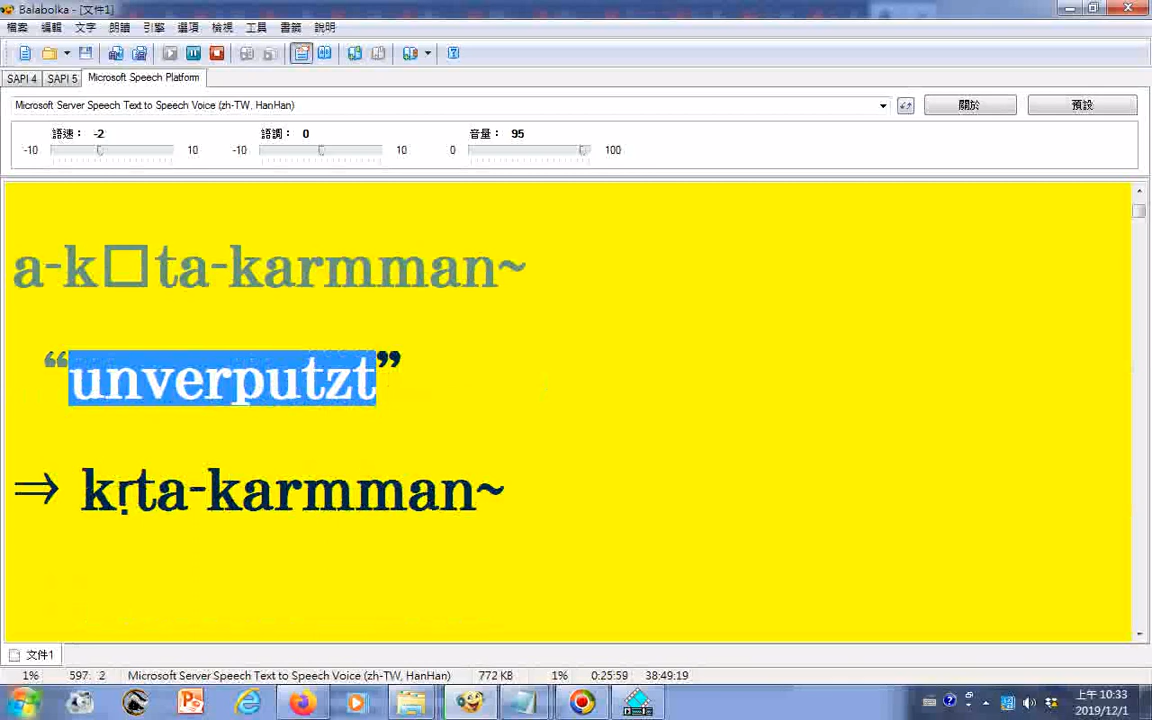 Balabolka - [文件1]
檔案 編輯 文字 朗讀 引擎 選項 檢視 工具 書籤 說明
SAPI 4 SAPI 5 Microsoft Speech Platform
Microsoft Server Speech Text to Speech Voice (zh-TW, HanHan) 關於 預設
語速： -2 語調： 0 音量： 95
-10 10 -10 10 0 100
a-k□ta-karmman~
“unverputzt”
⇒ kṛta-karmman~
文件1
1% 597: 2 Microsoft Server Speech Text to Speech Voice (zh-TW, HanHan) 772 KB 1% 0:25:59 38:49:19
上午 10:33
2019/12/1